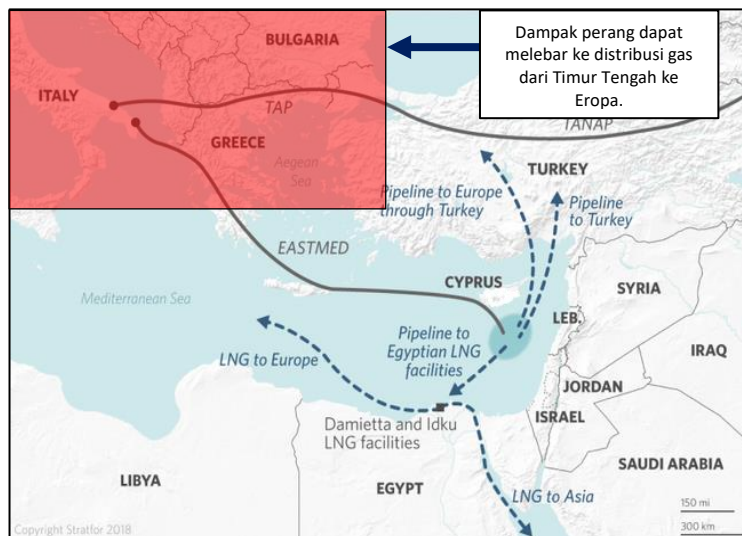 Dampak perang dapat
melebar ke distribusi gas
dari Timur Tengah ke
Eropa.
BULGARIA
ITALY
TAP
GREECE
Aegean
Sea
TANAP
TURKEY
Pipeline to Europe
through Turkey
Pipeline
to Turkey
EASTMED
CYPRUS
SYRIA
Mediterranean Sea
LEB.
Pipeline to
Egyptian LNG
facilities
IRAQ
LNG to Europe
JORDAN
ISRAEL
Damietta and Idku
LNG facilities
SAUDI ARABIA
LIBYA
EGYPT
LNG to Asia
150 mi
300 km
Copyright Stratfor 2018